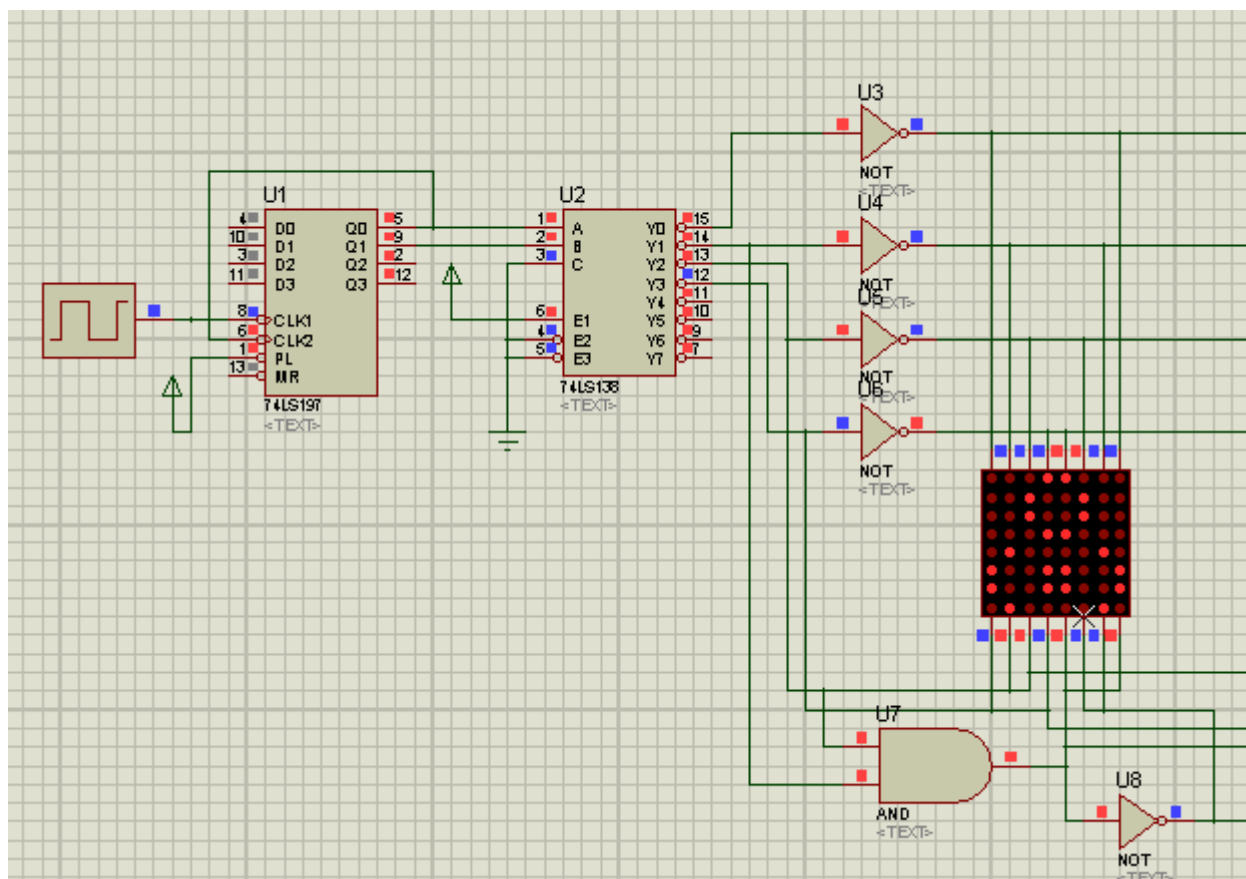 U3
NOT
<TEXT>
U1
4 D0 Q0 5
10 D1 Q1 9
3 D2 Q2 2
11 D3 Q3 12
8 CLK1
6 CLK2
1 PL
13 MR
74LS197
<TEXT>
U2
1 A Y0 15
2 B Y1 14
3 C Y2 13
Y3 12
Y4 11
6 E1 Y5 10
4 E2 Y6 9
5 E3 Y7 7
74LS138
<TEXT>
U4
NOT
<TEXT>
U5
NOT
<TEXT>
U6
NOT
<TEXT>
U7
AND
<TEXT>
U8
NOT
<TEXT>